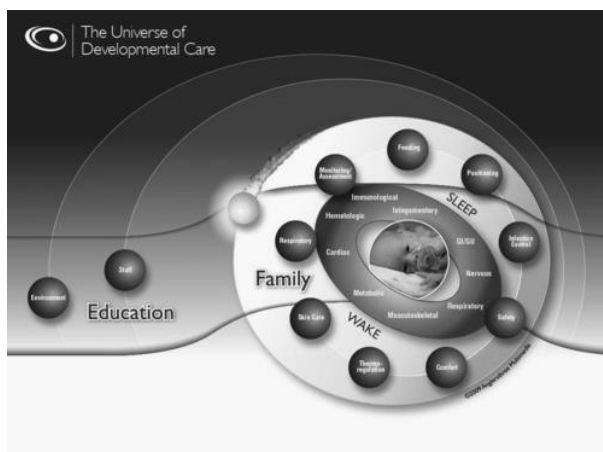 The Universe of
Developmental Care
Feeding
Monitoring/
Assessment
Positioning
SLEEP
Immunological
Integumentary
Hematologic
GI/GU
Infection
Control
Respiratory
Cardiac
Nervous
Family
Staff
Environment
Education
Metabolic
Respiratory
Musculoskeletal
Skin Care
WAKE
Safety
Thermo-
regulation
Comfort